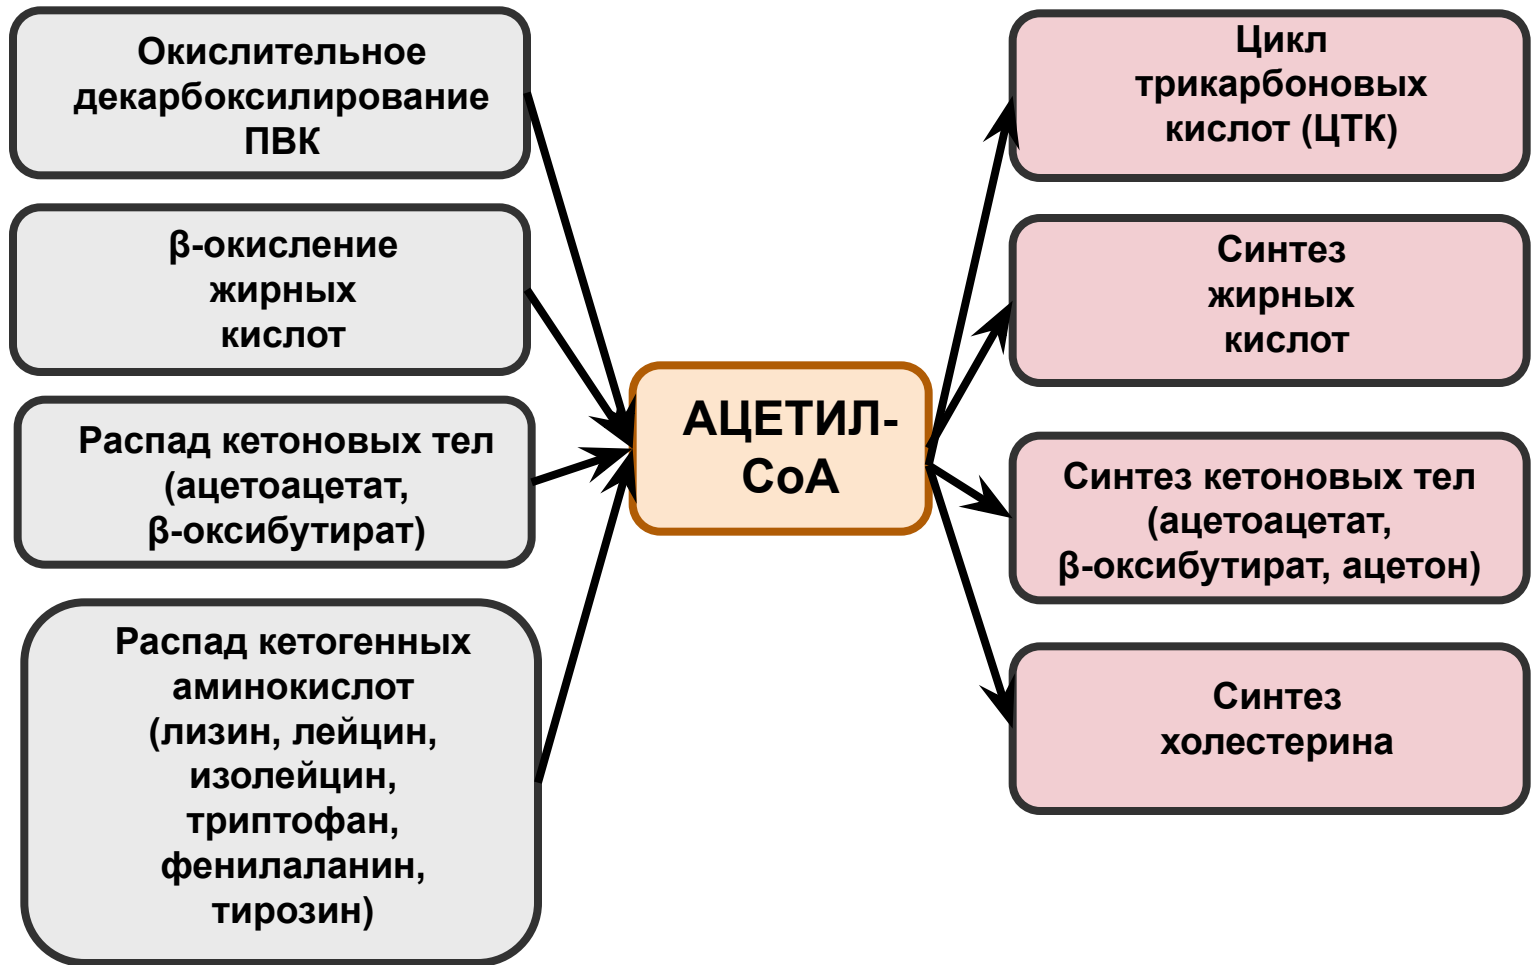 Окислительное
декарбоксилирование
ПВК
β-окисление
жирных
кислот
Распад кетоновых тел
(ацетоацетат,
β-оксибутират)
Распад кетогенных
аминокислот
(лизин, лейцин,
изолейцин,
триптофан,
фенилаланин,
тирозин)
АЦЕТИЛ-
СоА
Цикл
трикарбоновых
кислот (ЦТК)
Синтез
жирных
кислот
Синтез кетоновых тел
(ацетоацетат,
β-оксибутират, ацетон)
Синтез
холестерина